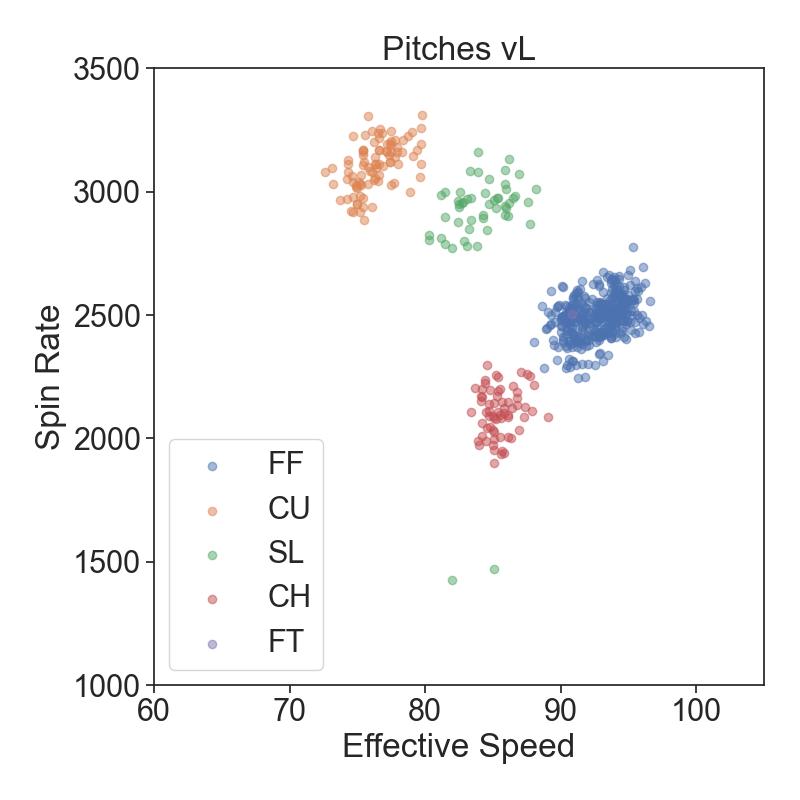 Pitches vL
Spin Rate
3500
3000
2500
2000
1500
1000
FF
CU
SL
CH
FT
60 70 80 90 100
Effective Speed